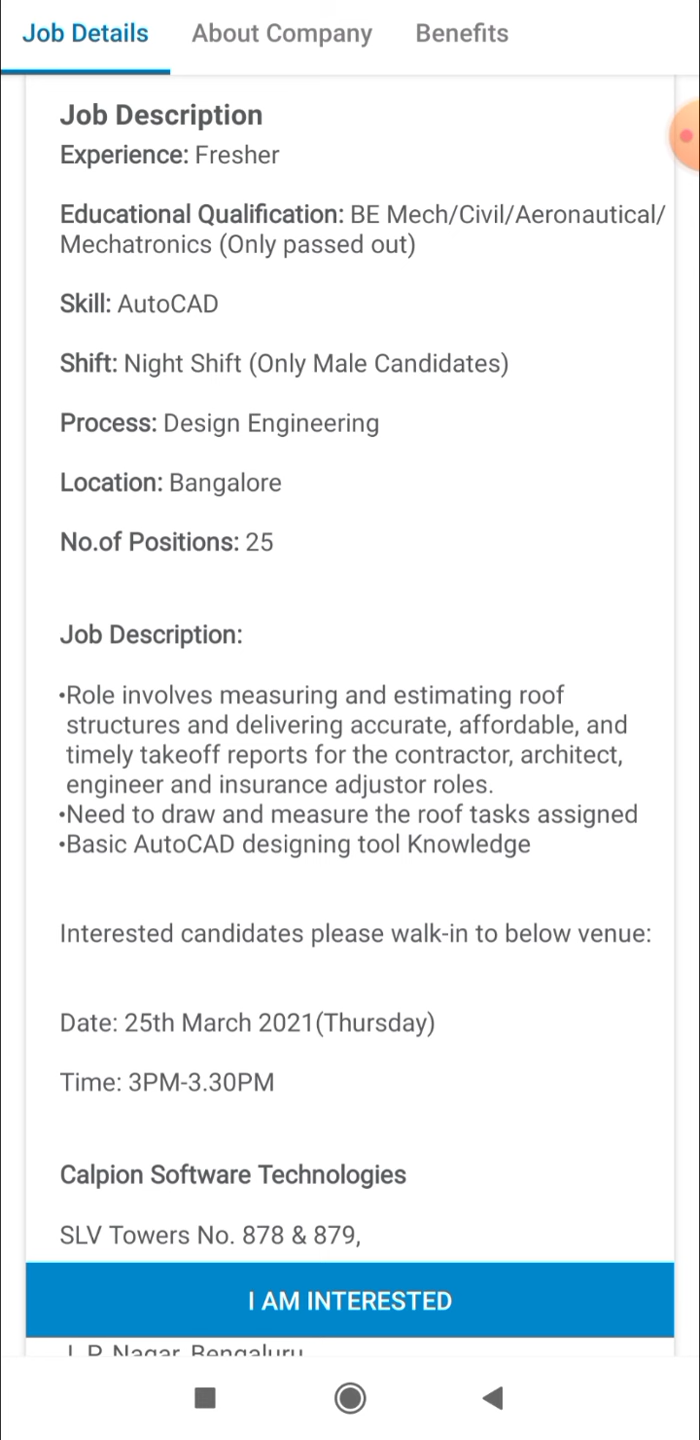 Job Details About Company Benefits
Job Description
Experience: Fresher
Educational Qualification: BE Mech/Civil/Aeronautical/
Mechatronics (Only passed out)
Skill: AutoCAD
Shift: Night Shift (Only Male Candidates)
Process: Design Engineering
Location: Bangalore
No.of Positions: 25
Job Description:
•Role involves measuring and estimating roof
structures and delivering accurate, affordable, and
timely takeoff reports for the contractor, architect,
engineer and insurance adjustor roles.
•Need to draw and measure the roof tasks assigned
•Basic AutoCAD designing tool Knowledge
Interested candidates please walk-in to below venue:
Date: 25th March 2021(Thursday)
Time: 3PM-3.30PM
Calpion Software Technologies
SLV Towers No. 878 & 879,
I AM INTERESTED
J. P. Nagar, Bengaluru